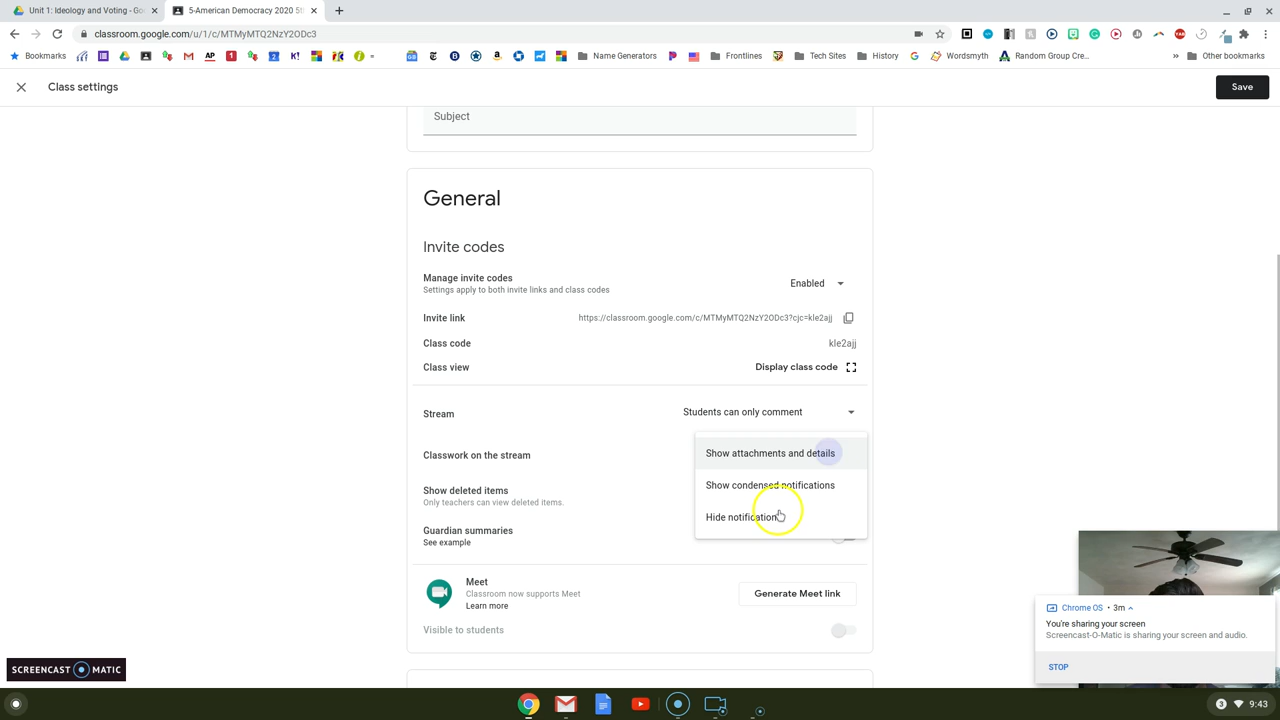 Unit 1: Ideology and Voting - Go
5-American Democracy 2020 5t
classroom.google.com/u/1/c/MTMyMTQ2NzY2ODc3
Bookmarks
Name Generators
Frontlines
Tech Sites
History
Wordsmyth
Random Group Cre...
Other bookmarks
Class settings
Save
Subject
General
Invite codes
Manage invite codes
Enabled
Settings apply to both invite links and class codes
Invite link
https://classroom.google.com/c/MTMyMTQ2NzY2ODc3?cjc=kle2ajj
Class code
kle2ajj
Class view
Display class code
Stream
Students can only comment
Classwork on the stream
Show attachments and details
Show condensed notifications
Hide notifications
Show deleted items
Only teachers can view deleted items.
Guardian summaries
See example
Meet
Classroom now supports Meet
Learn more
Generate Meet link
Visible to students
Chrome OS • 3m
You're sharing your screen
Screencast-O-Matic is sharing your screen and audio.
STOP
SCREENCAST MATIC
3
9:43